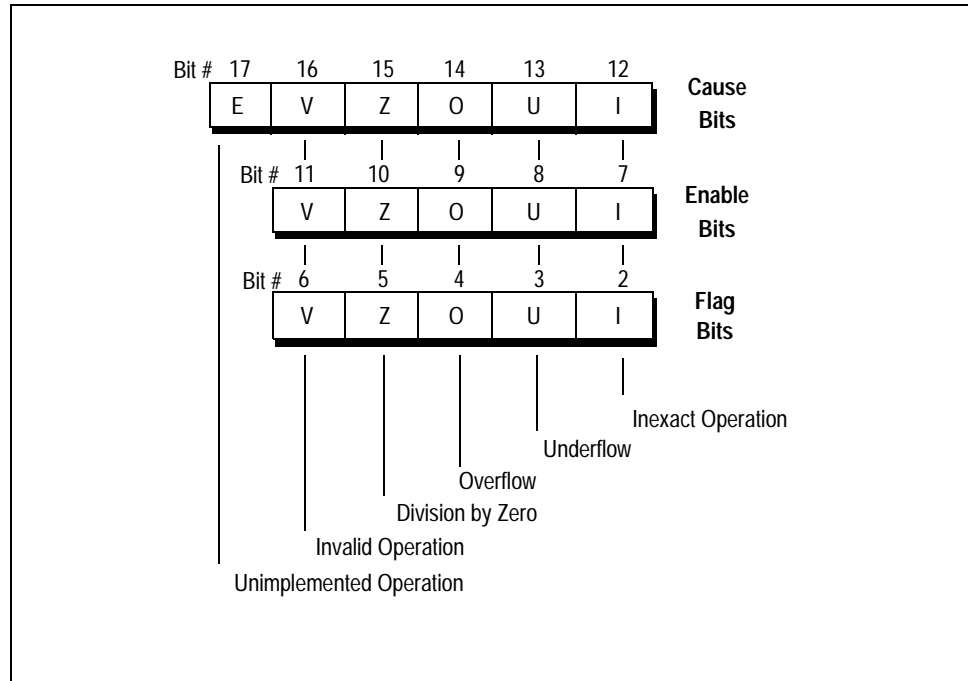 Bit # 17 16 15 14 13 12
E V Z O U I
Cause
Bits
Bit # 11 10 9 8 7
V Z O U I
Enable
Bits
Bit # 6 5 4 3 2
V Z O U I
Flag
Bits
Inexact Operation
Underflow
Overflow
Division by Zero
Invalid Operation
Unimplemented Operation